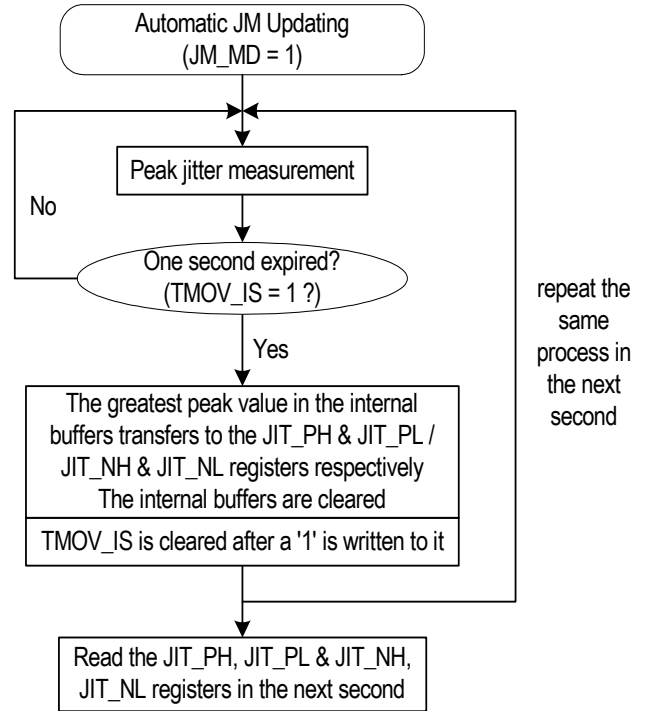 Automatic JM Updating
(JM_MD = 1)
Peak jitter measurement
No
One second expired?
(TMOV_IS = 1 ?)
Yes
repeat the
same
process in
the next
second
The greatest peak value in the internal
buffers transfers to the JIT_PH & JIT_PL /
JIT_NH & JIT_NL registers respectively
The internal buffers are cleared
TMOV_IS is cleared after a '1' is written to it
Read the JIT_PH, JIT_PL & JIT_NH,
JIT_NL registers in the next second